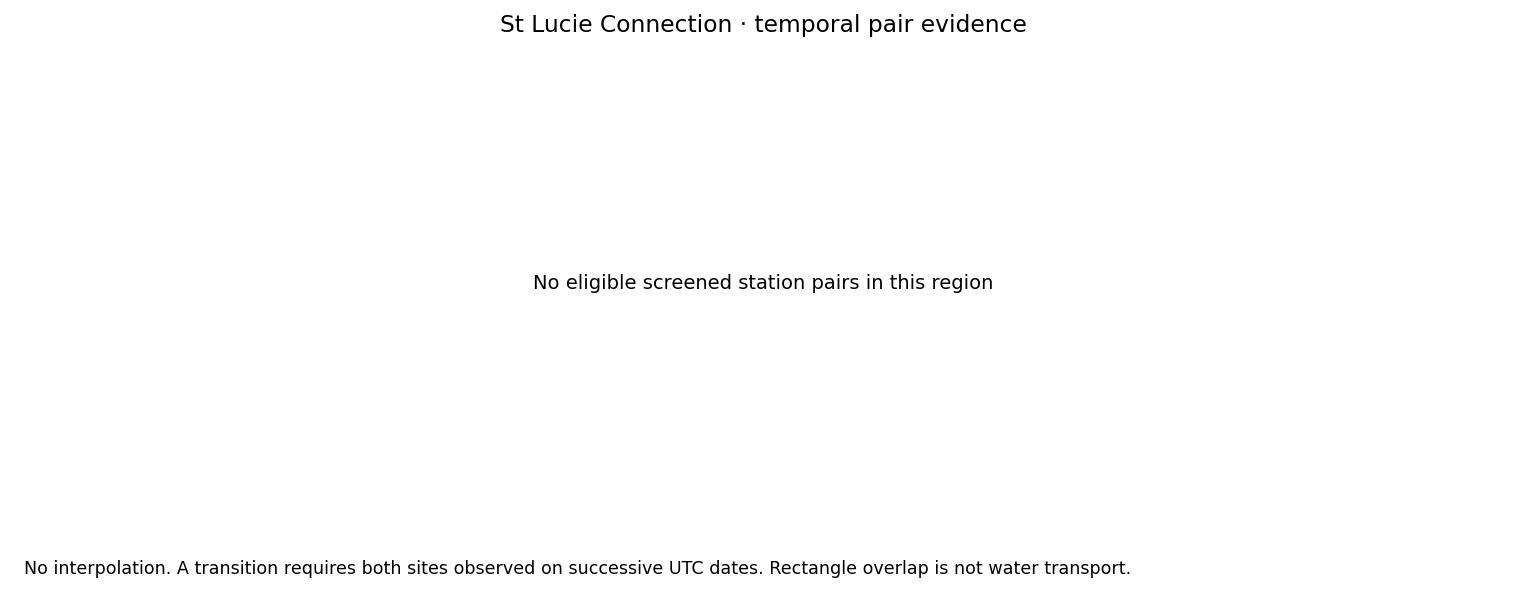 St Lucie Connection · temporal pair evidence
No eligible screened station pairs in this region
No interpolation. A transition requires both sites observed on successive UTC dates. Rectangle overlap is not water transport.